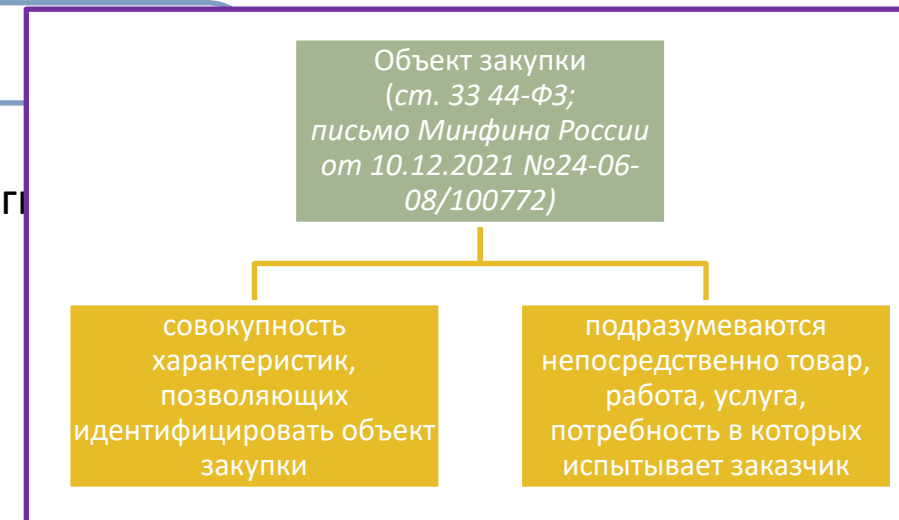 Объект закупки
(ст. 33 44-ФЗ;
письмо Минфина России
от 10.12.2021 №24-06-
08/100772)
совокупность
характеристик,
позволяющих
идентифицировать объект
закупки
подразумеваются
непосредственно товар,
работа, услуга,
потребность в которых
испытывает заказчик